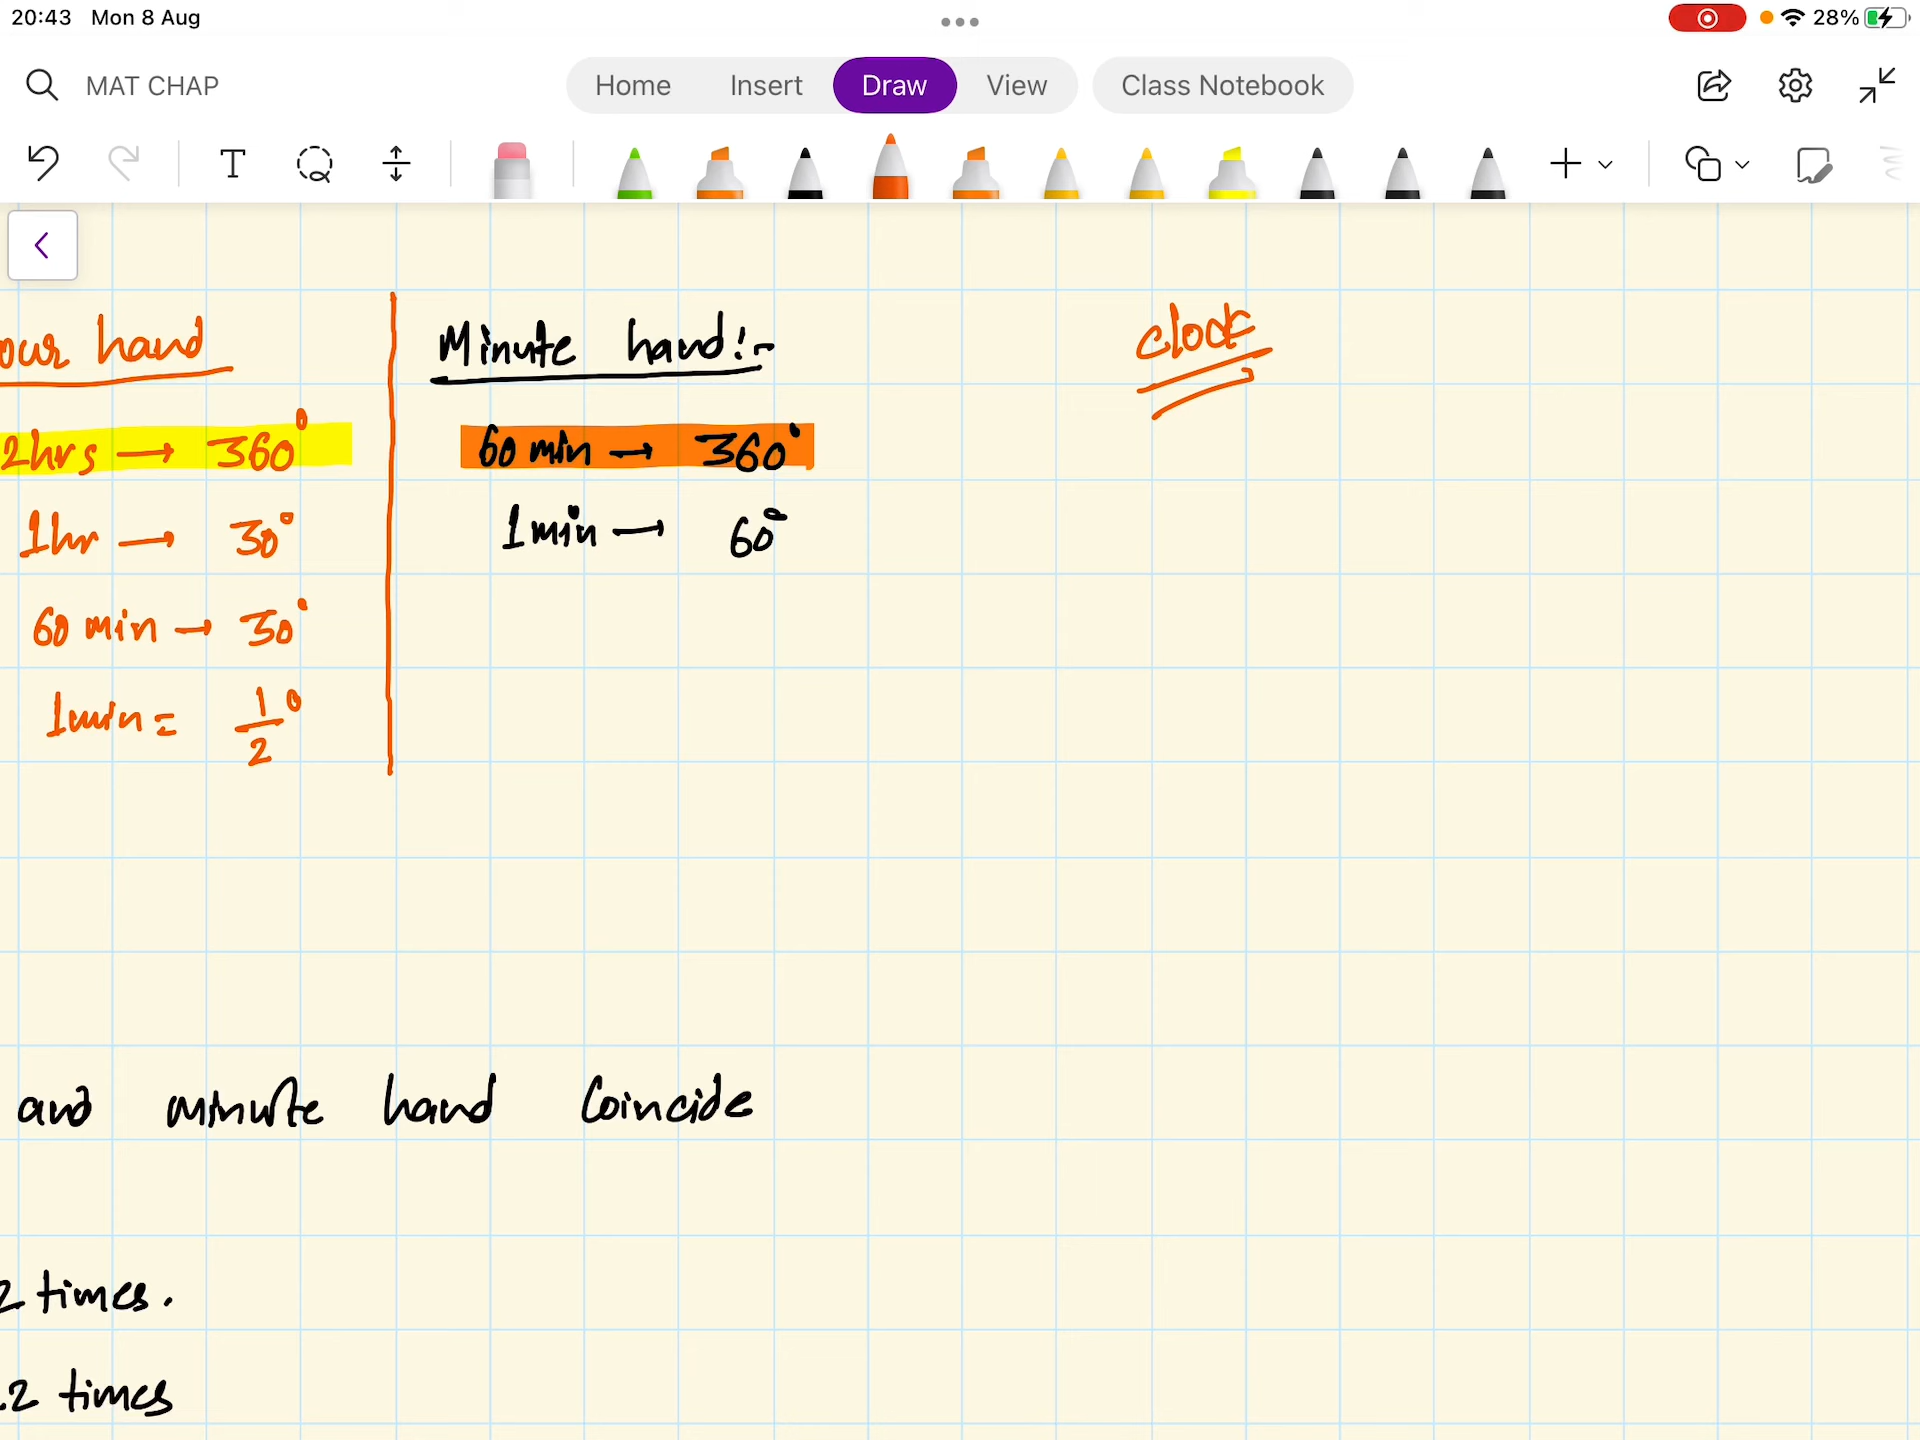 20:43 Mon 8 Aug
28%
MAT CHAP
Home Insert Draw View Class Notebook
T
our hand
2hrs → 360°
1hr → 30°
60 min → 30°
1min = 1/2°
Minute hand:-
60 min → 360°
1min → 60°
clock
and minute hand Coincide
2 times.
.2 times